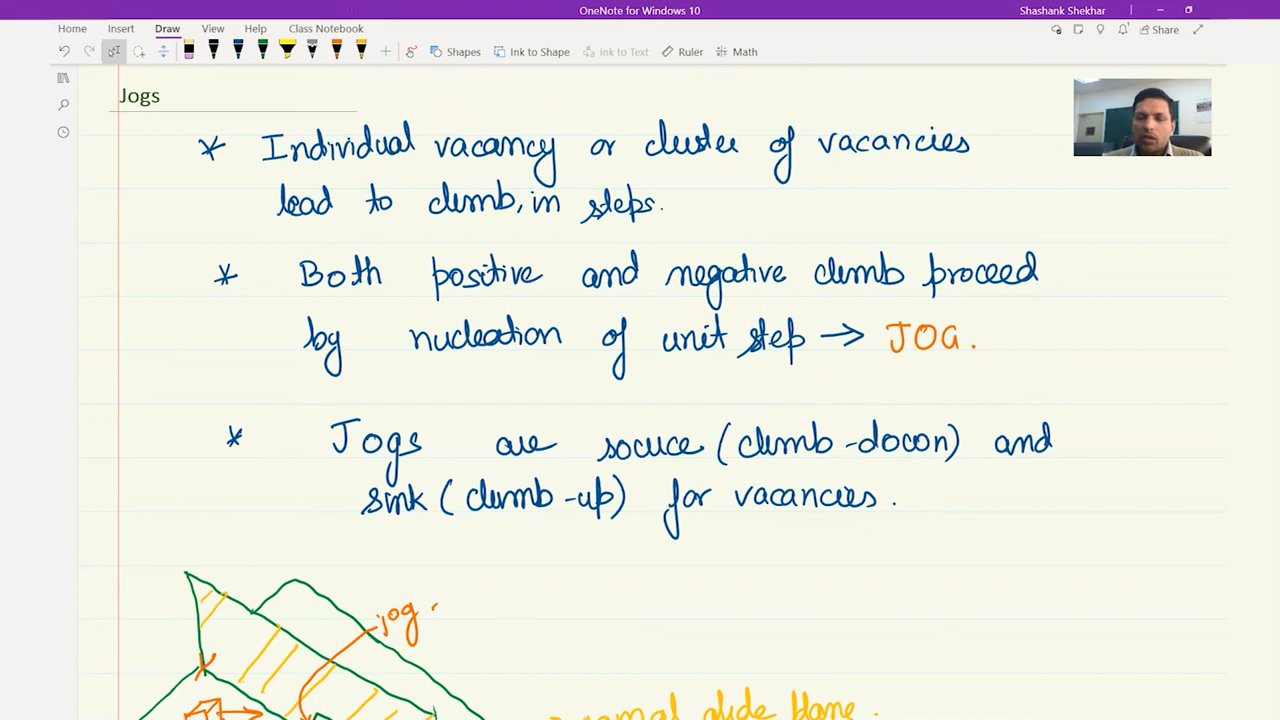 OneNote for Windows 10
Shashank Shekhar
Home Insert Draw View Help Class Notebook
Share
Shapes Ink to Shape Ink to Text Ruler Math
Jogs
* Individual vacancy or cluster of vacancies
lead to climb, in steps.
* Both positive and negative climb proceed
by nucleation of unit step → JOG.
* Jogs are source (climb-down) and
sink (climb-up) for vacancies.
jog.
normal glide plane.